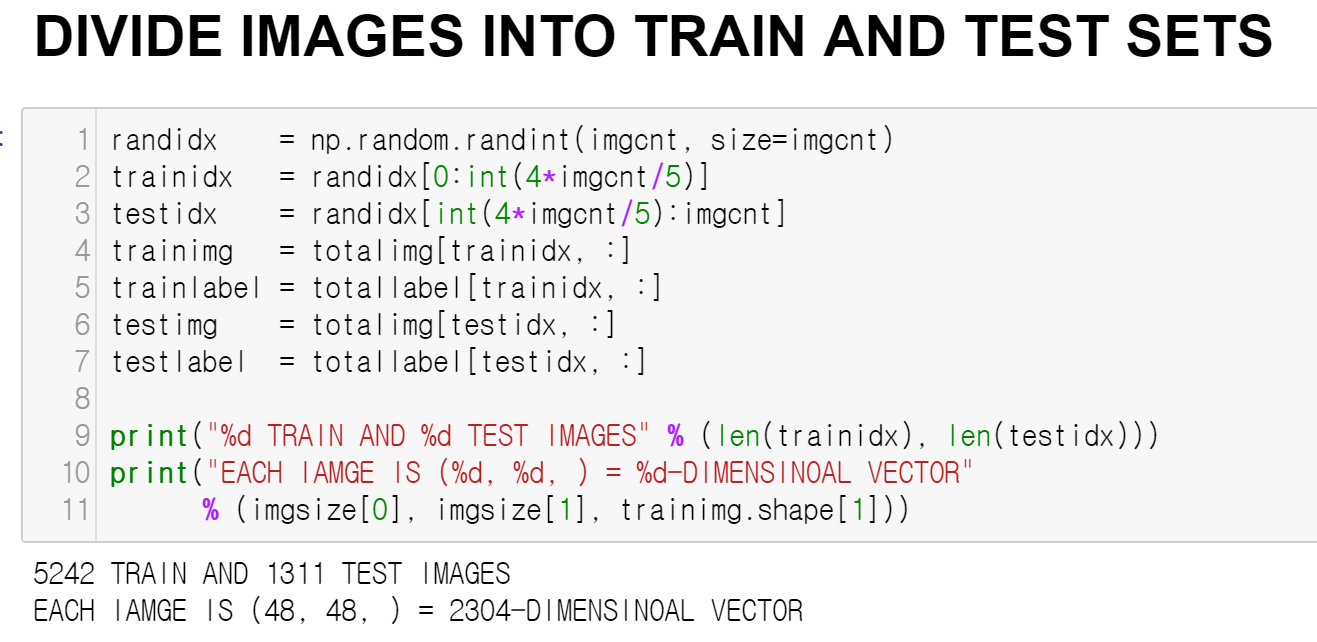 DIVIDE IMAGES INTO TRAIN AND TEST SETS
:
1 randidx    = np.random.randint(imgcnt, size=imgcnt)
2 trainidx   = randidx[0:int(4*imgcnt/5)]
3 testidx    = randidx[int(4*imgcnt/5):imgcnt]
4 trainimg   = totalimg[trainidx, :]
5 trainlabel = totallabel[trainidx, :]
6 testimg    = totalimg[testidx, :]
7 testlabel  = totallabel[testidx, :]
8
9 print("%d TRAIN AND %d TEST IMAGES" % (len(trainidx), len(testidx)))
10 print("EACH IAMGE IS (%d, %d, ) = %d-DIMENSINOAL VECTOR"
11       % (imgsize[0], imgsize[1], trainimg.shape[1]))
5242 TRAIN AND 1311 TEST IMAGES
EACH IAMGE IS (48, 48, ) = 2304-DIMENSINOAL VECTOR